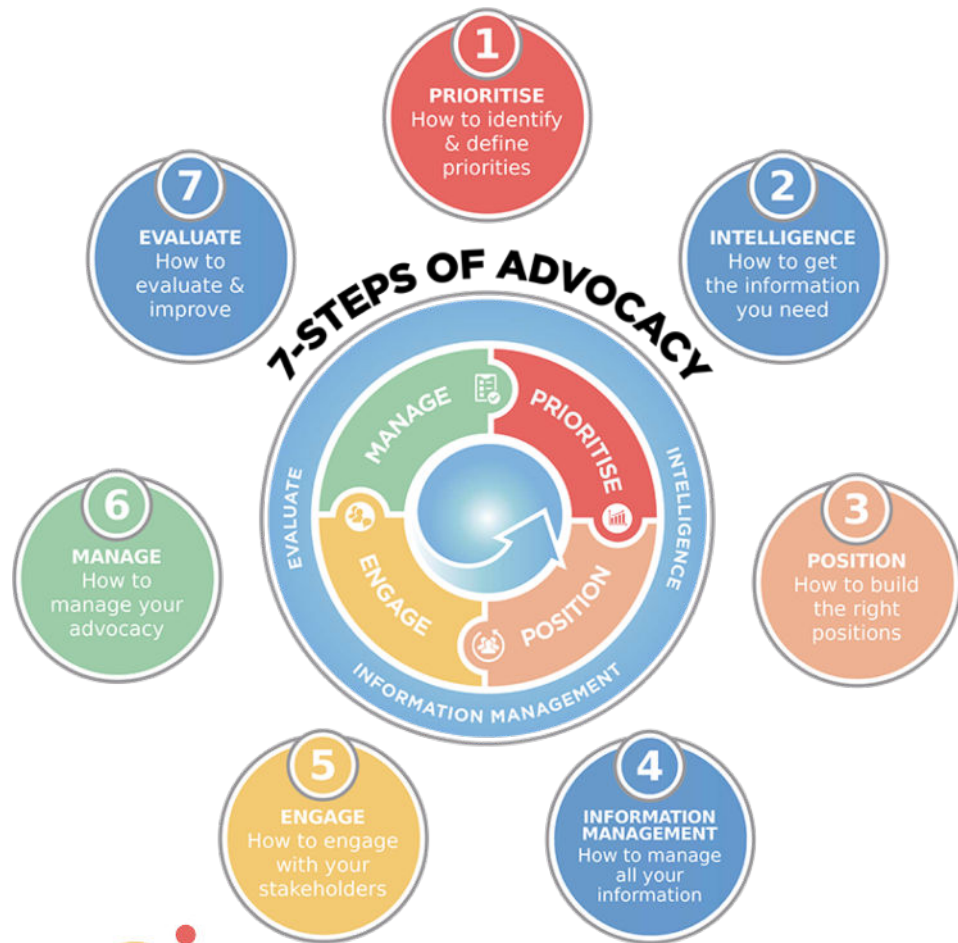 1
PRIORITISE
How to identify
& define
priorities
2
INTELLIGENCE
How to get
the information
you need
3
POSITION
How to build
the right
positions
4
INFORMATION
MANAGEMENT
How to manage
all your
information
5
ENGAGE
How to engage
with your
stakeholders
6
MANAGE
How to
manage your
advocacy
7
EVALUATE
How to
evaluate &
improve
7-STEPS OF ADVOCACY
MANAGE
PRIORITISE
POSITION
ENGAGE
EVALUATE
INTELLIGENCE
INFORMATION MANAGEMENT